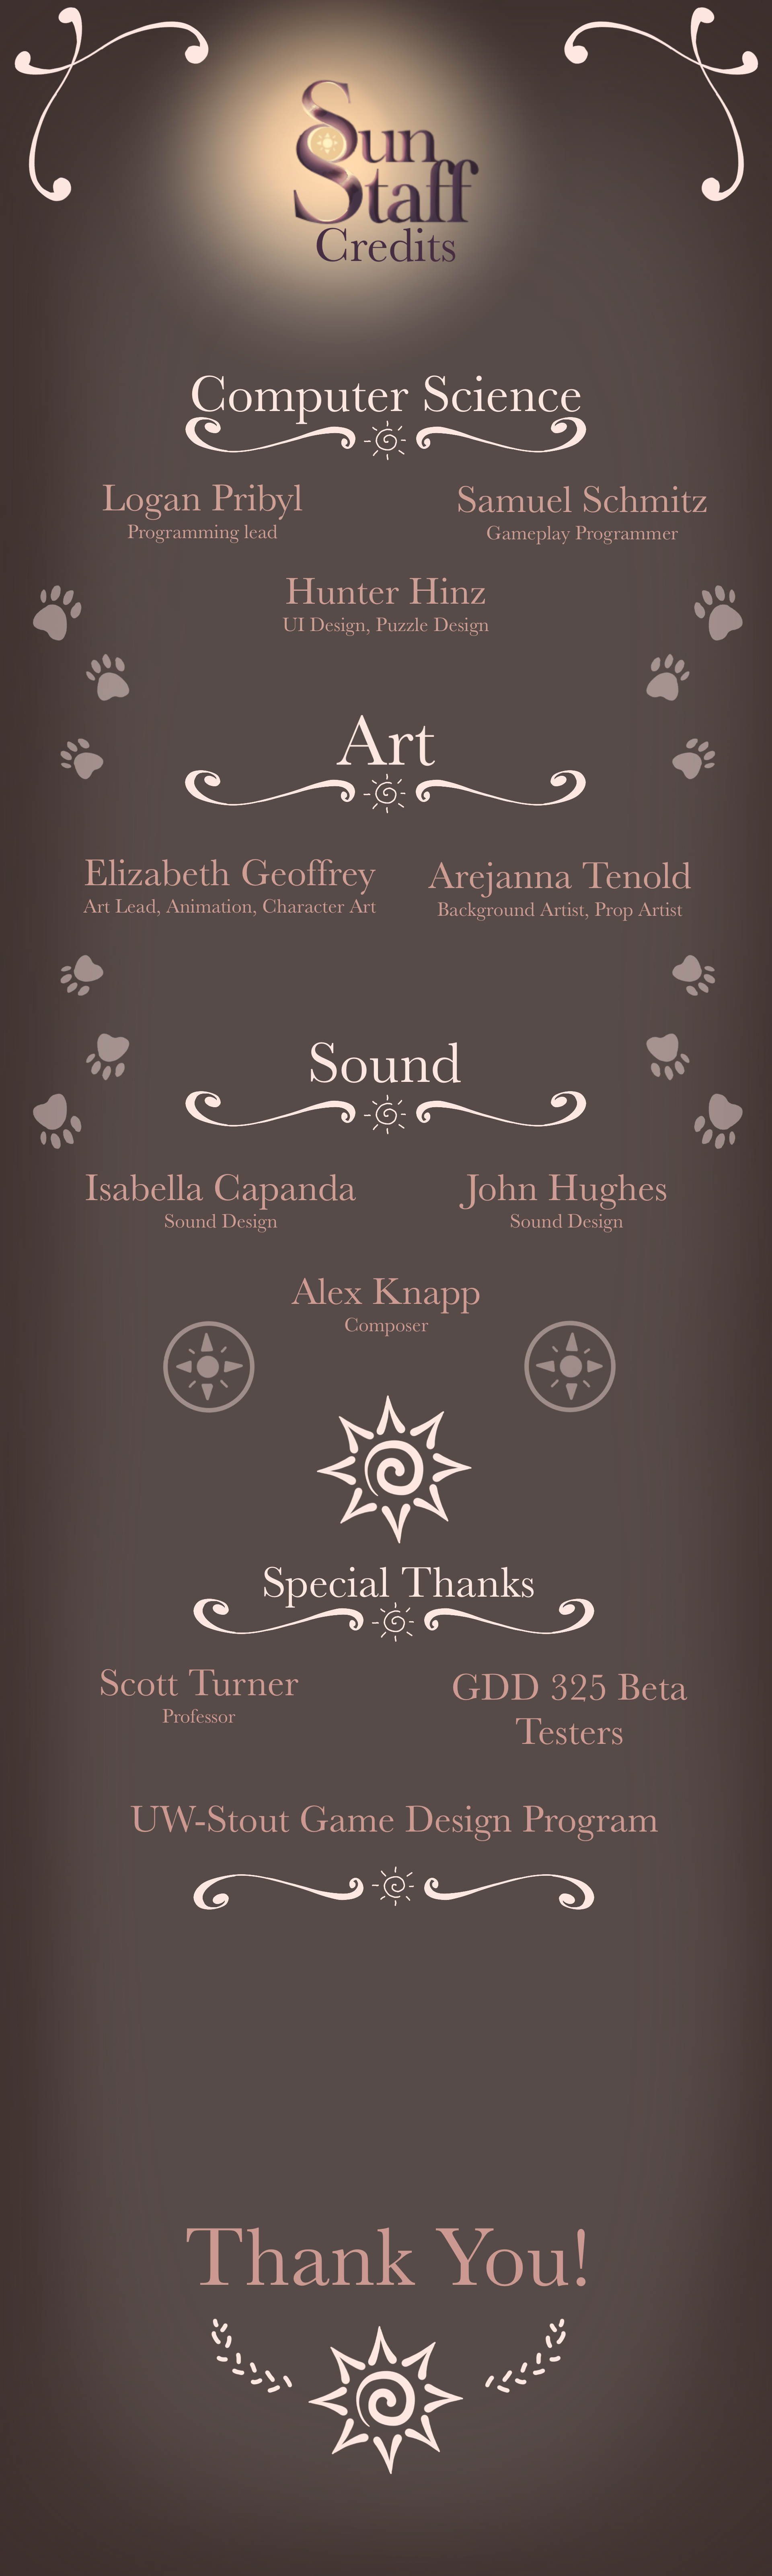 Sun
Staff
Credits
Computer Science
Logan Pribyl
Programming lead
Samuel Schmitz
Gameplay Programmer
Hunter Hinz
UI Design, Puzzle Design
Art
Elizabeth Geoffrey
Art Lead, Animation, Character Art
Arejanna Tenold
Background Artist, Prop Artist
Sound
Isabella Capanda
Sound Design
John Hughes
Sound Design
Alex Knapp
Composer
Special Thanks
Scott Turner
Professor
GDD 325 Beta
Testers
UW-Stout Game Design Program
Thank You!